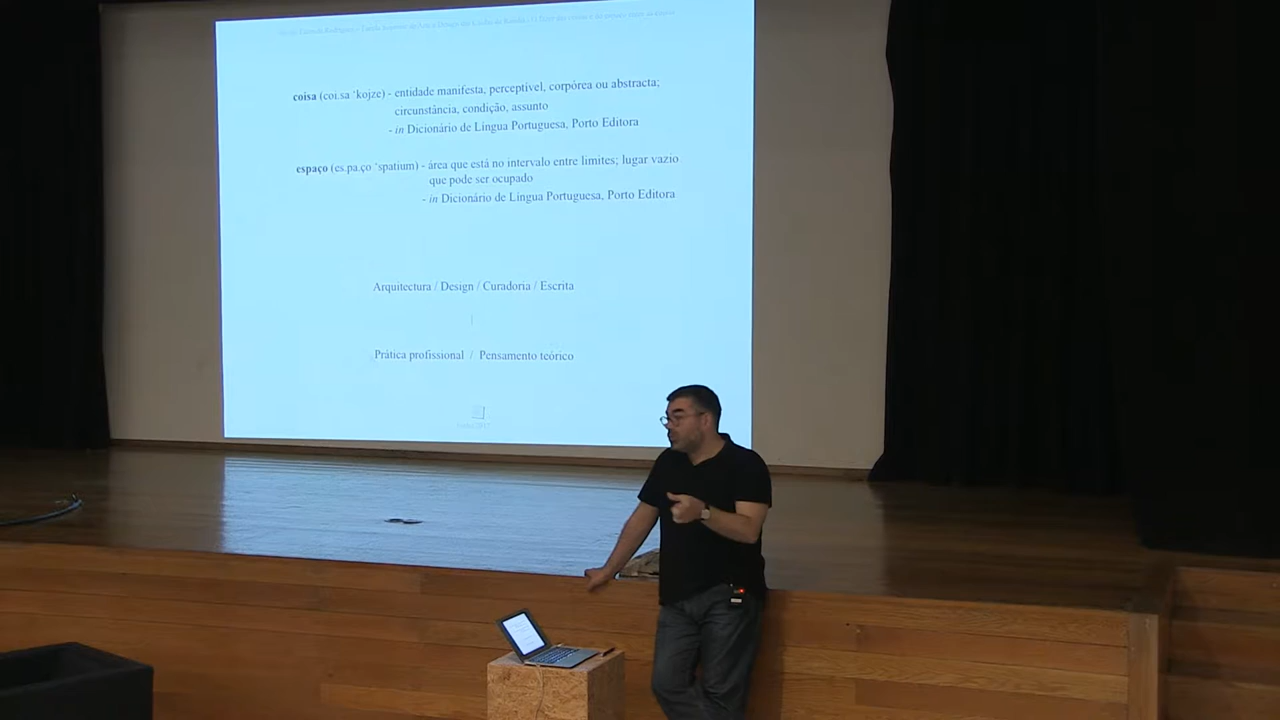 coisa (coi.sa ‘kojze) - entidade manifesta, perceptível, corpórea ou abstracta;
circunstância, condição, assunto
- in Dicionário de Língua Portuguesa, Porto Editora
espaço (es.pa.ço ‘spatium) - área que está no intervalo entre limites; lugar vazio
que pode ser ocupado
- in Dicionário de Língua Portuguesa, Porto Editora
Arquitectura / Design / Curadoria / Escrita
|
Prática profissional / Pensamento teórico